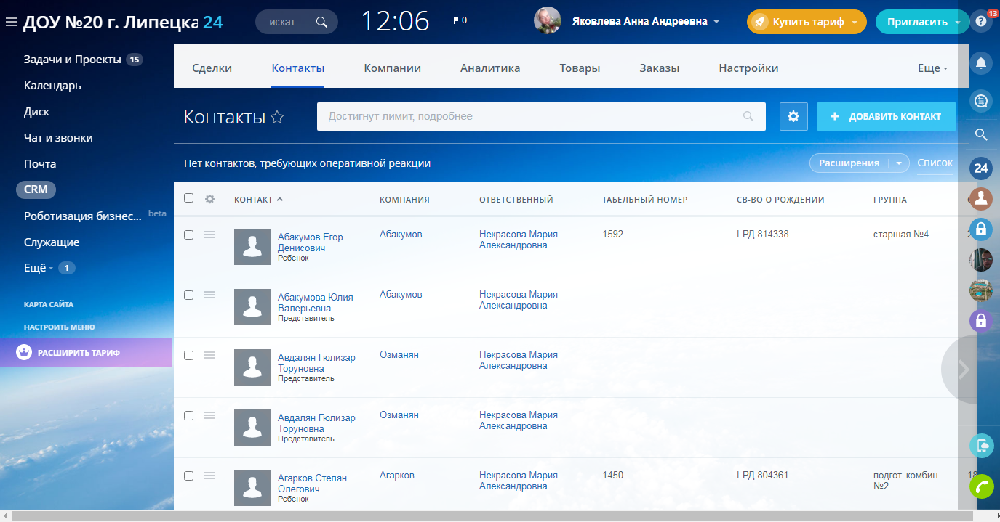 ДОУ №20 г. Липецка 24
искат...
12:06
0
Яковлева Анна Андреевна
Купить тариф
Пригласить
13
Задачи и Проекты 15
Календарь
Диск
Чат и звонки
Почта
CRM
Роботизация бизнес... beta
Служащие
Ещё 1
КАРТА САЙТА
НАСТРОИТЬ МЕНЮ
РАСШИРИТЬ ТАРИФ
Сделки Контакты Компании Аналитика Товары Заказы Настройки Еще
Контакты
Достигнут лимит, подробнее
+ ДОБАВИТЬ КОНТАКТ
Нет контактов, требующих оперативной реакции
Расширения
Список
24
КОНТАКТ КОМПАНИЯ ОТВЕТСТВЕННЫЙ ТАБЕЛЬНЫЙ НОМЕР СВ-ВО О РОЖДЕНИИ ГРУППА
Абакумов Егор
Денисович
Ребенок
Абакумов
Некрасова Мария
Александровна
1592
I-РД 814338
старшая №4
Абакумова Юлия
Валерьевна
Представитель
Абакумов
Некрасова Мария
Александровна
Авдалян Гюлизар
Торуновна
Представитель
Озманян
Некрасова Мария
Александровна
Авдалян Гюлизар
Торуновна
Представитель
Озманян
Некрасова Мария
Александровна
Агарков Степан
Олегович
Ребенок
Агарков
Некрасова Мария
Александровна
1450
I-РД 804361
подгот. комбин
№2